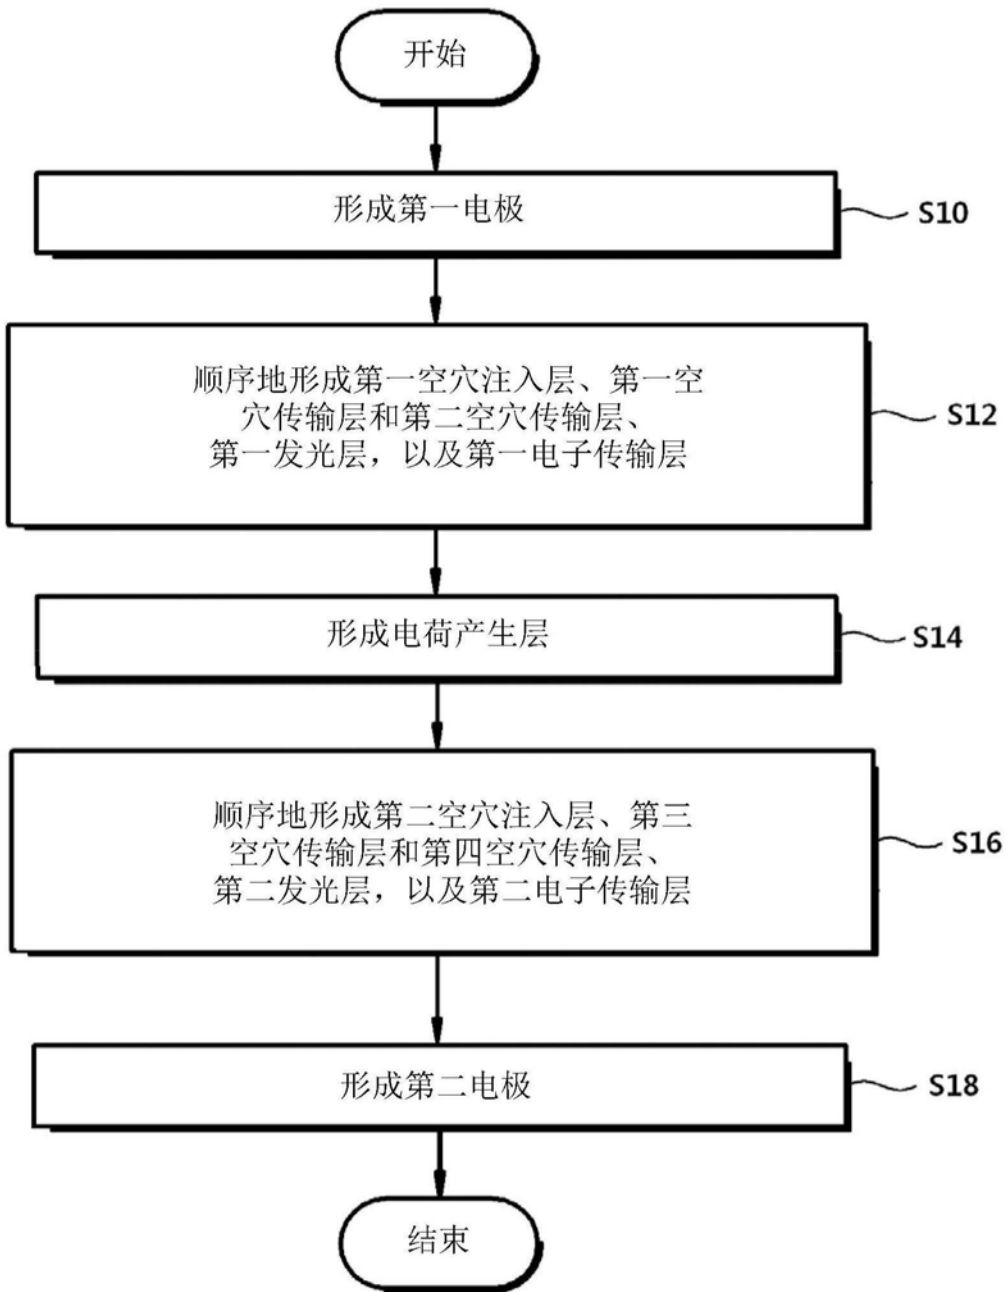 开始
形成第一电极
S10
顺序地形成第一空穴注入层、第一空
穴传输层和第二空穴传输层、
第一发光层，以及第一电子传输层
S12
形成电荷产生层
S14
顺序地形成第二空穴注入层、第三
空穴传输层和第四空穴传输层、
第二发光层，以及第二电子传输层
S16
形成第二电极
S18
结束